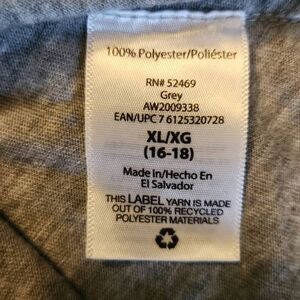 100% Polyester/Poliéster
RN# 52469
Grey
AW2009338
EAN/UPC 7 6125320728
XL/XG
(16-18)
Made in/Hecho En
El Salvador
THIS LABEL YARN IS MADE
OUT OF 100% RECYCLED
POLYESTER MATERIALS